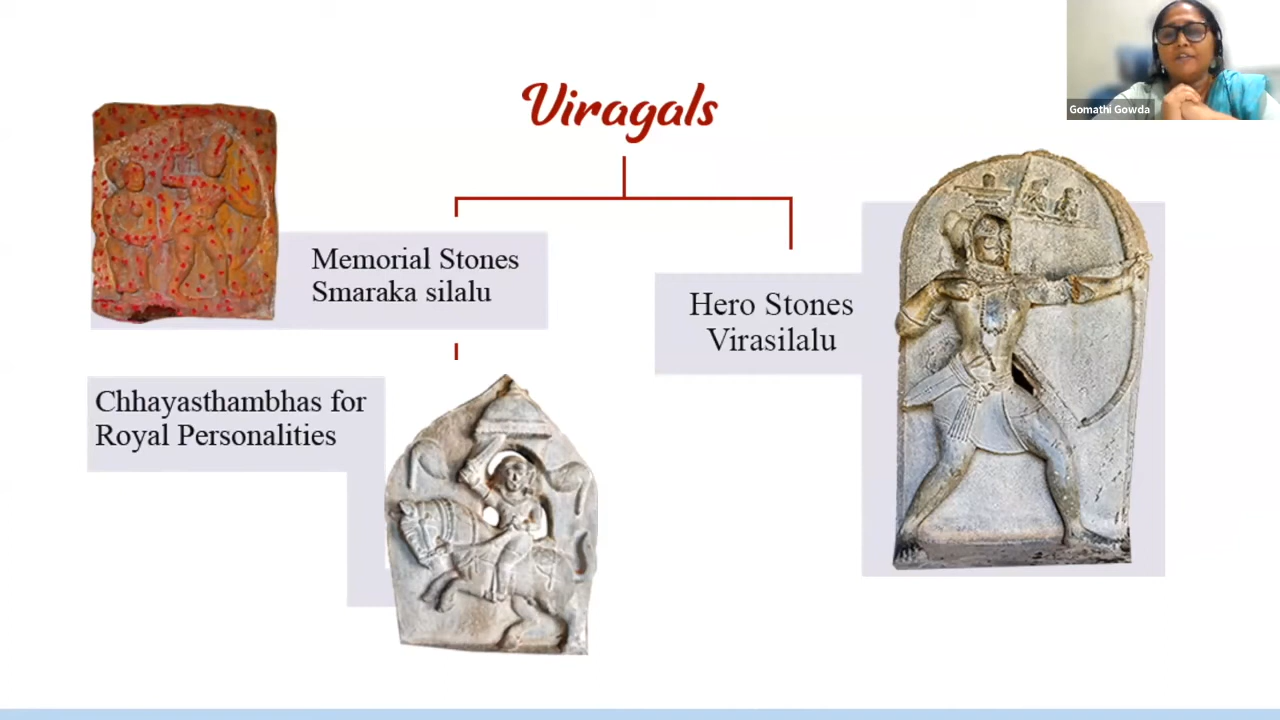 Viragals
Gomathi Gowda
Memorial Stones
Smaraka silalu
Hero Stones
Virasilalu
Chhayasthambhas for
Royal Personalities